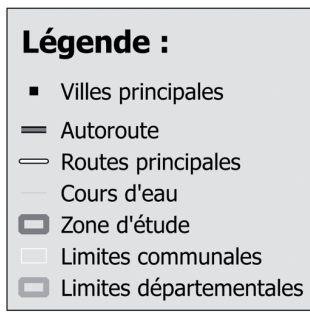 Légende :
Villes principales
Autoroute
Routes principales
Cours d'eau
Zone d'étude
Limites communales
Limites départementales